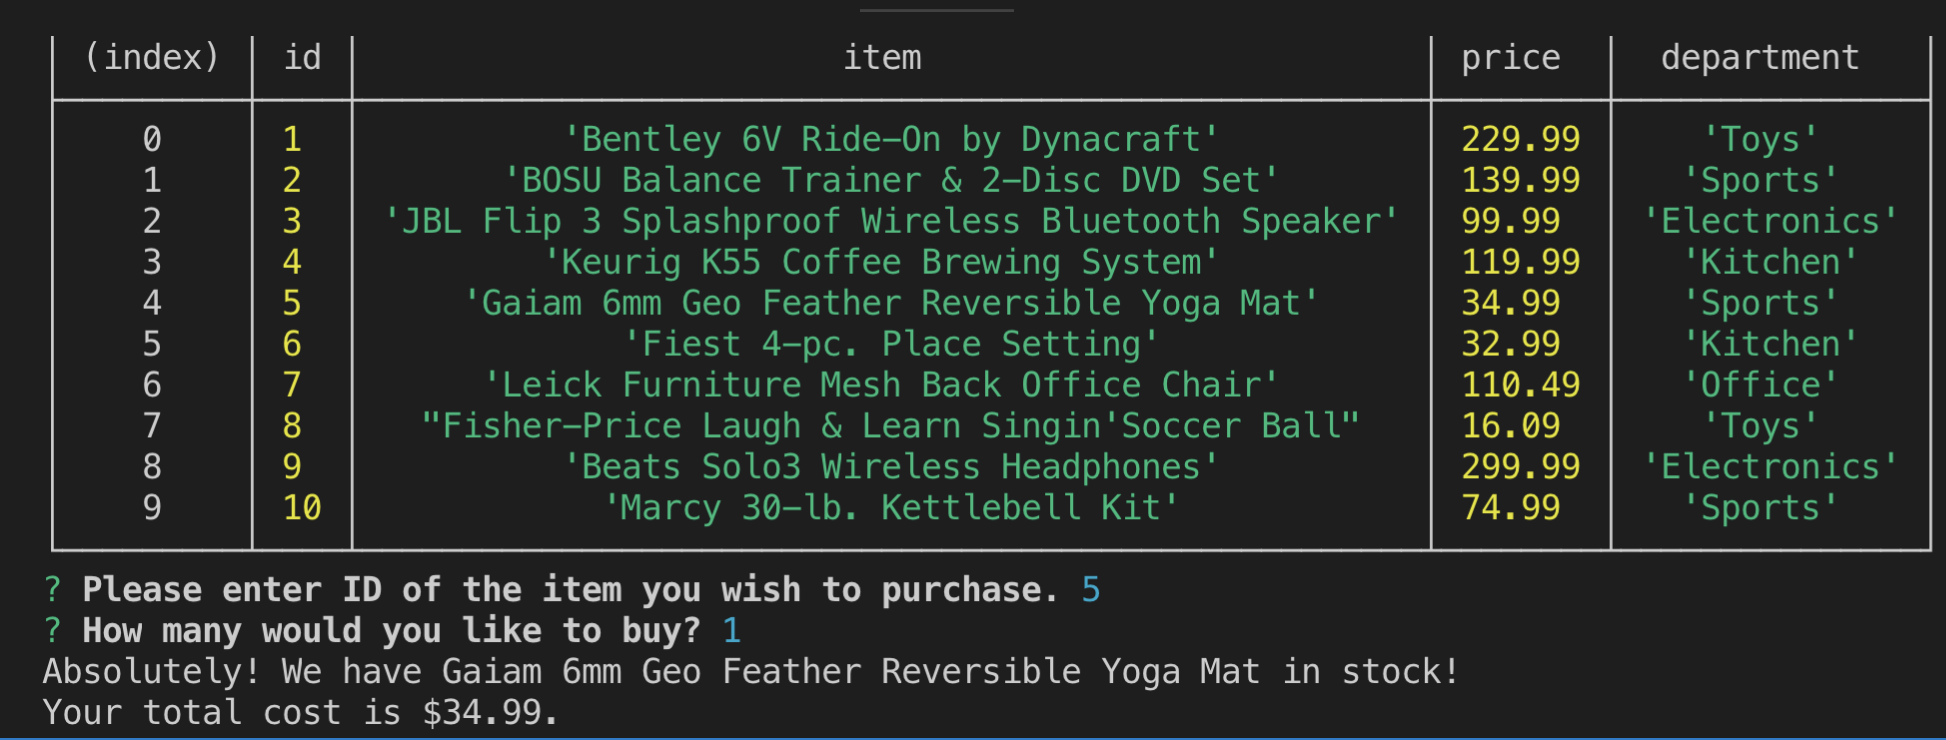 (index) id item price department
0 1 'Bentley 6V Ride-On by Dynacraft' 229.99 'Toys'
1 2 'BOSU Balance Trainer & 2-Disc DVD Set' 139.99 'Sports'
2 3 'JBL Flip 3 Splashproof Wireless Bluetooth Speaker' 99.99 'Electronics'
3 4 'Keurig K55 Coffee Brewing System' 119.99 'Kitchen'
4 5 'Gaiam 6mm Geo Feather Reversible Yoga Mat' 34.99 'Sports'
5 6 'Fiest 4-pc. Place Setting' 32.99 'Kitchen'
6 7 'Leick Furniture Mesh Back Office Chair' 110.49 'Office'
7 8 "Fisher-Price Laugh & Learn Singin'Soccer Ball" 16.09 'Toys'
8 9 'Beats Solo3 Wireless Headphones' 299.99 'Electronics'
9 10 'Marcy 30-lb. Kettlebell Kit' 74.99 'Sports'
? Please enter ID of the item you wish to purchase. 5
? How many would you like to buy? 1
Absolutely! We have Gaiam 6mm Geo Feather Reversible Yoga Mat in stock!
Your total cost is $34.99.